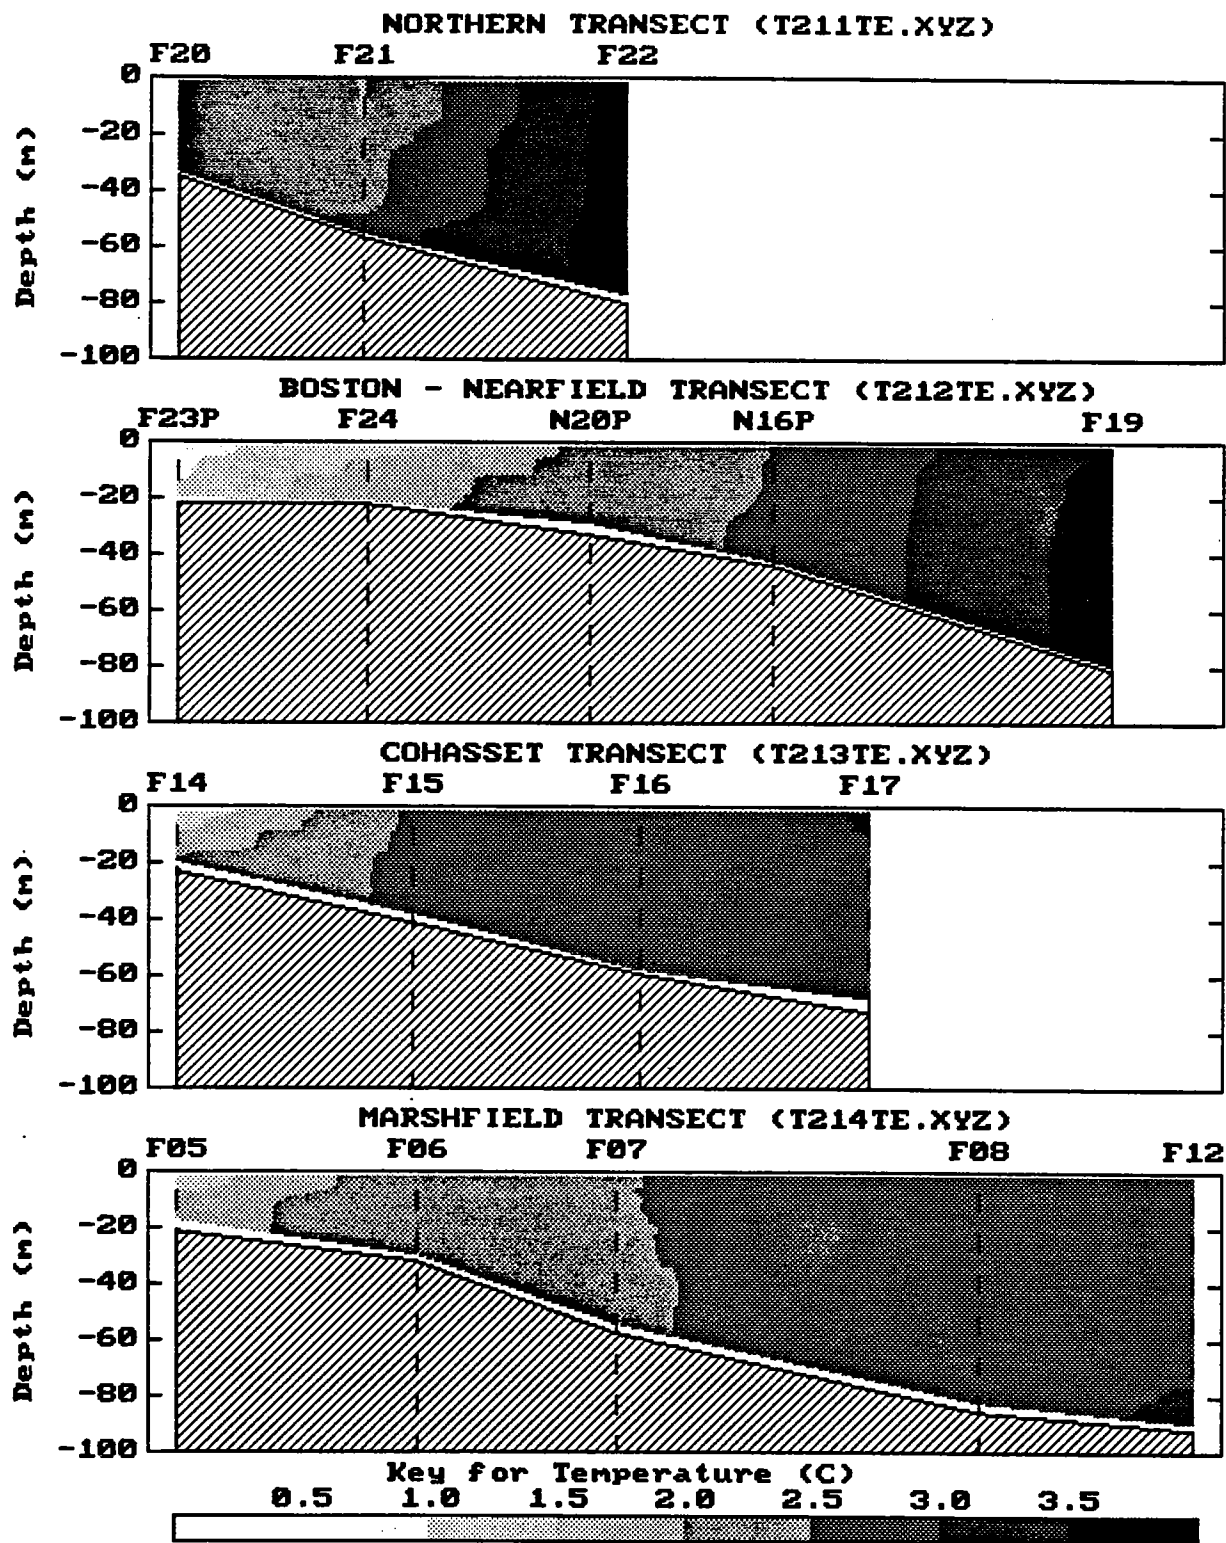 NORTHERN TRANSECT (T211TE.XYZ)
F20 F21 F22
0
-20
-40
-60
-80
-100
Depth (m)
BOSTON - NEARFIELD TRANSECT (T212TE.XYZ)
F23P F24 N20P N16P F19
0
-20
-40
-60
-80
-100
Depth (m)
COHASSET TRANSECT (T213TE.XYZ)
F14 F15 F16 F17
0
-20
-40
-60
-80
-100
Depth (m)
MARSHFIELD TRANSECT (T214TE.XYZ)
F05 F06 F07 F08 F12
0
-20
-40
-60
-80
-100
Depth (m)
Key for Temperature (C)
0.5 1.0 1.5 2.0 2.5 3.0 3.5